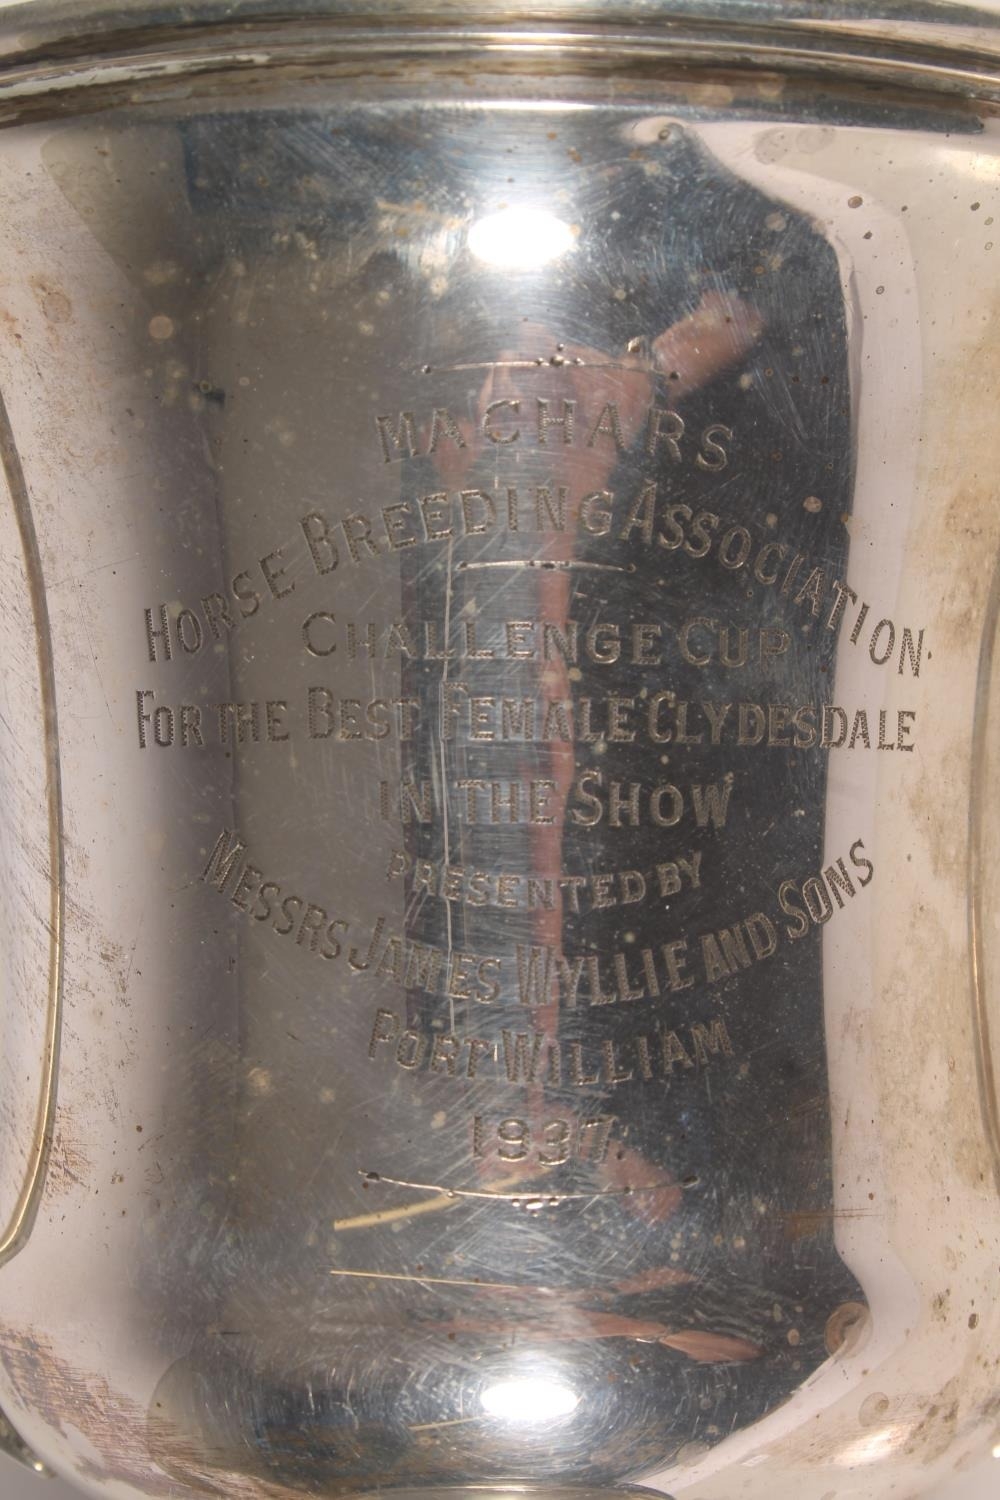 MACHARS
HORSE BREEDING ASSOCIATION.
CHALLENGE CUP
FOR THE BEST FEMALE CLYDESDALE
IN THE SHOW
PRESENTED BY
MESSRS JAMES WYLLIE AND SONS
PORT WILLIAM
1937.